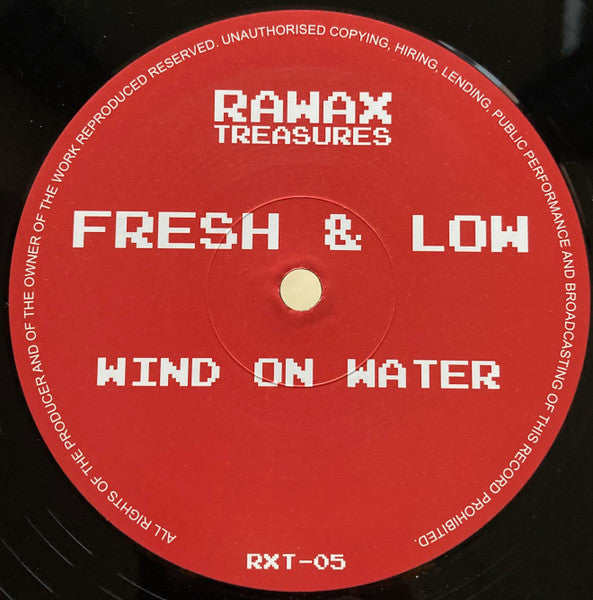 RAWAX
TREASURES
FRESH & LOW
WIND ON WATER
RXT-05
ALL RIGHTS OF THE PRODUCER AND OF THE OWNER OF THE WORK REPRODUCED RESERVED. UNAUTHORISED COPYING, HIRING, LENDING, PUBLIC PERFORMANCE AND BROADCASTING OF THIS RECORD PROHIBITED.